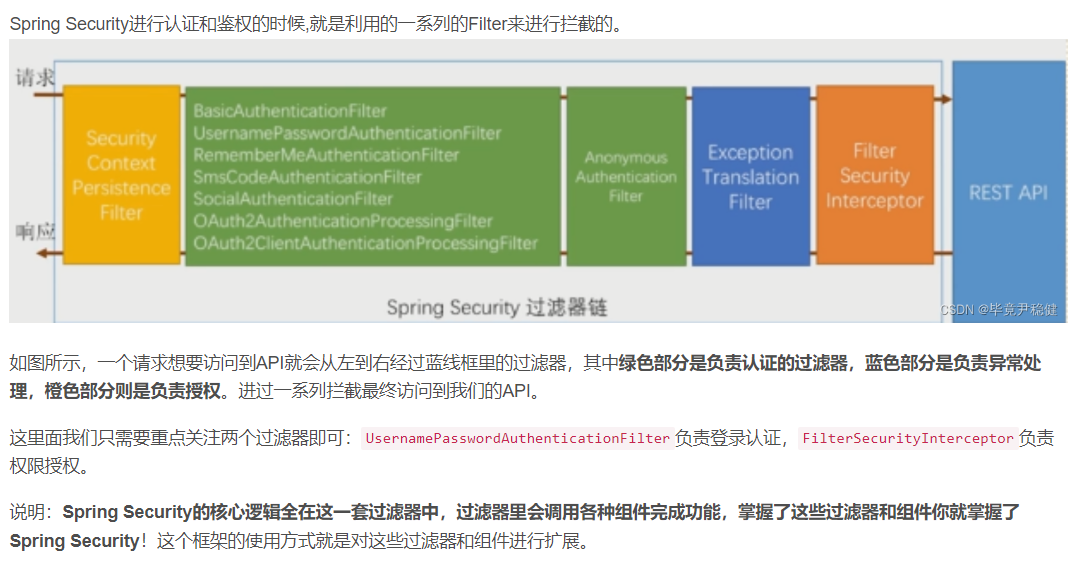 Spring Security进行认证和鉴权的时候,就是利用的一系列的Filter来进行拦截的。
请求
响应
Security
Context
Persistence
Filter
BasicAuthenticationFilter
UsernamePasswordAuthenticationFilter
RememberMeAuthenticationFilter
SmsCodeAuthenticationFilter
SocialAuthenticationFilter
OAuth2AuthenticationProcessingFilter
OAuth2ClientAuthenticationProcessingFilter
Anonymous
Authentication
Filter
Exception
Translation
Filter
Filter
Security
Interceptor
REST API
Spring Security 过滤器链
CSDN @毕竟尹稳健
如图所示，一个请求想要访问到API就会从左到右经过蓝线框里的过滤器，其中绿色部分是负责认证的过滤器，蓝色部分是负责异常处
理，橙色部分则是负责授权。进过一系列拦截最终访问到我们的API。
这里面我们只需要重点关注两个过滤器即可：UsernamePasswordAuthenticationFilter负责登录认证，FilterSecurityInterceptor负责
权限授权。
说明：Spring Security的核心逻辑全在这一套过滤器中，过滤器里会调用各种组件完成功能，掌握了这些过滤器和组件你就掌握了
Spring Security！这个框架的使用方式就是对这些过滤器和组件进行扩展。